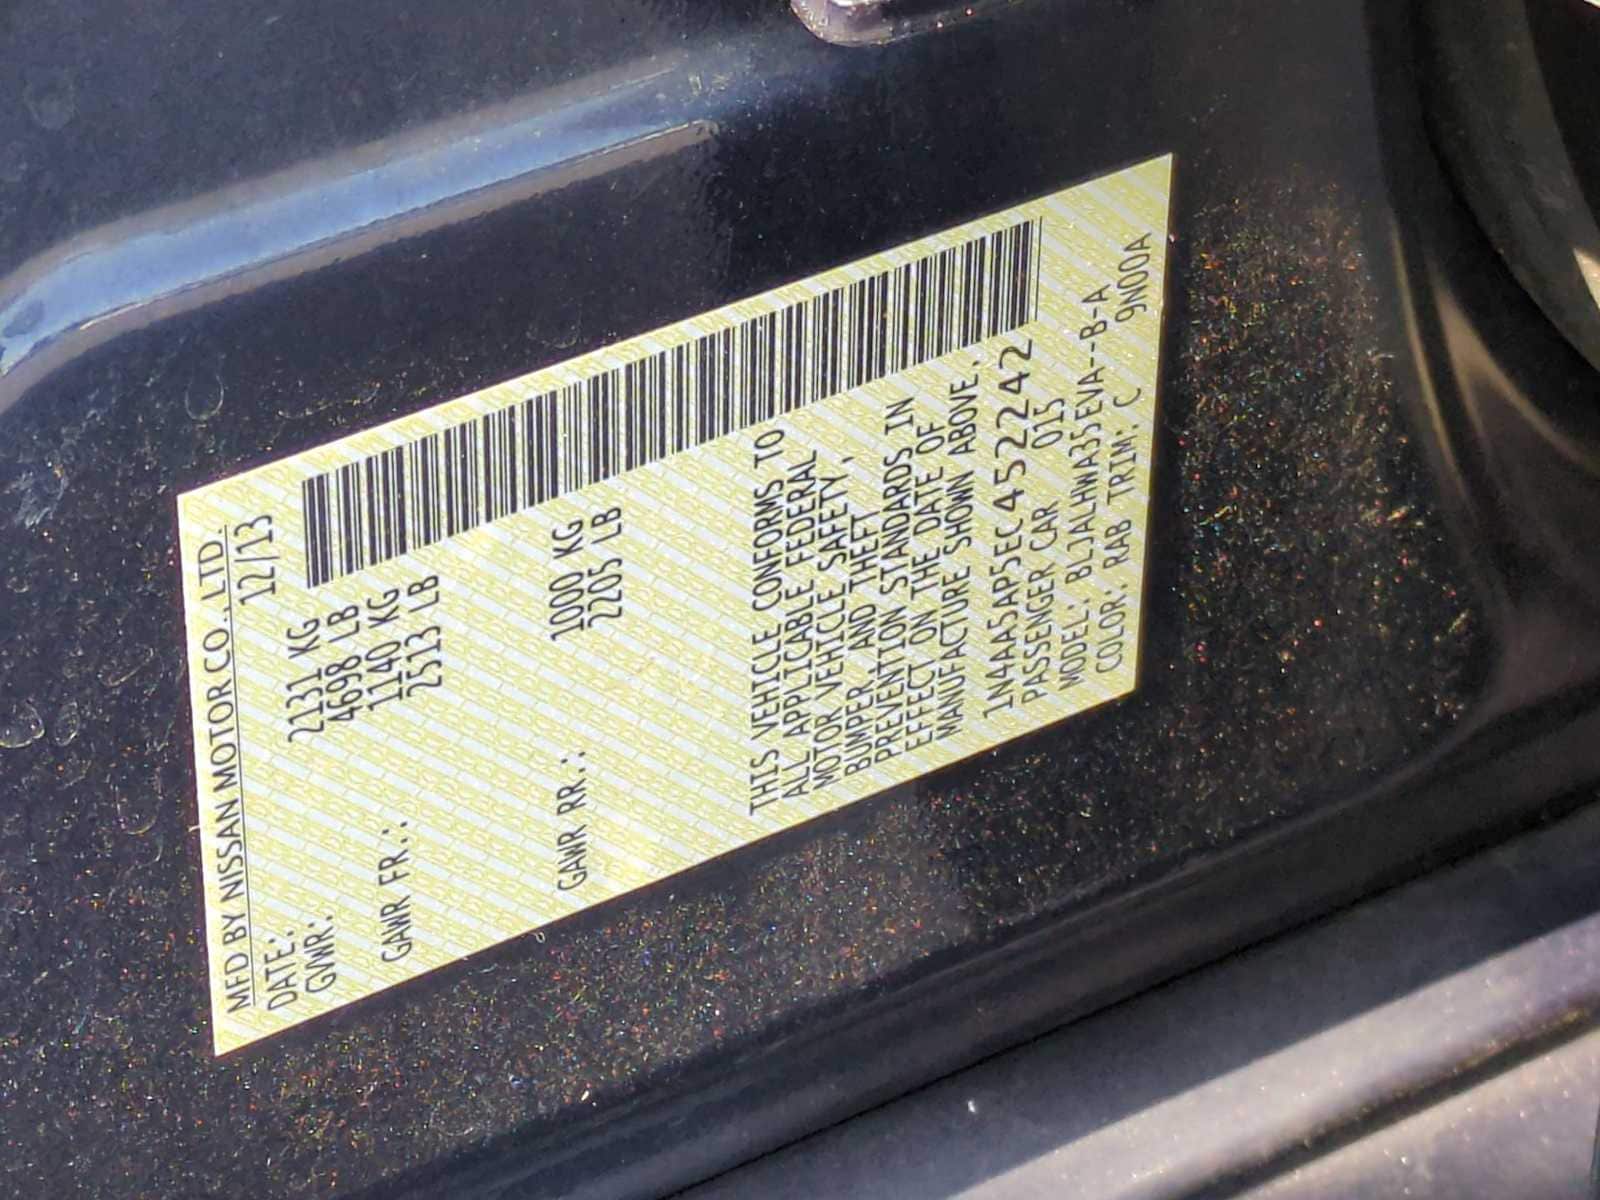 MFD BY NISSAN MOTOR CO., LTD.
DATE: 12/13
GVWR: 2131 KG
4698 LB
GAWR FR.: 1140 KG
2513 LB
GAWR RR.: 1000 KG
2205 LB
THIS VEHICLE CONFORMS TO
ALL APPLICABLE FEDERAL
MOTOR VEHICLE SAFETY,
BUMPER, AND THEFT
PREVENTION STANDARDS IN
EFFECT ON THE DATE OF
MANUFACTURE SHOWN ABOVE.
1N4AA5AP5EC452242
PASSENGER CAR 015
MODEL: BLJALHWA35EVA--B-A
COLOR: RAB TRIM: C 9N00A